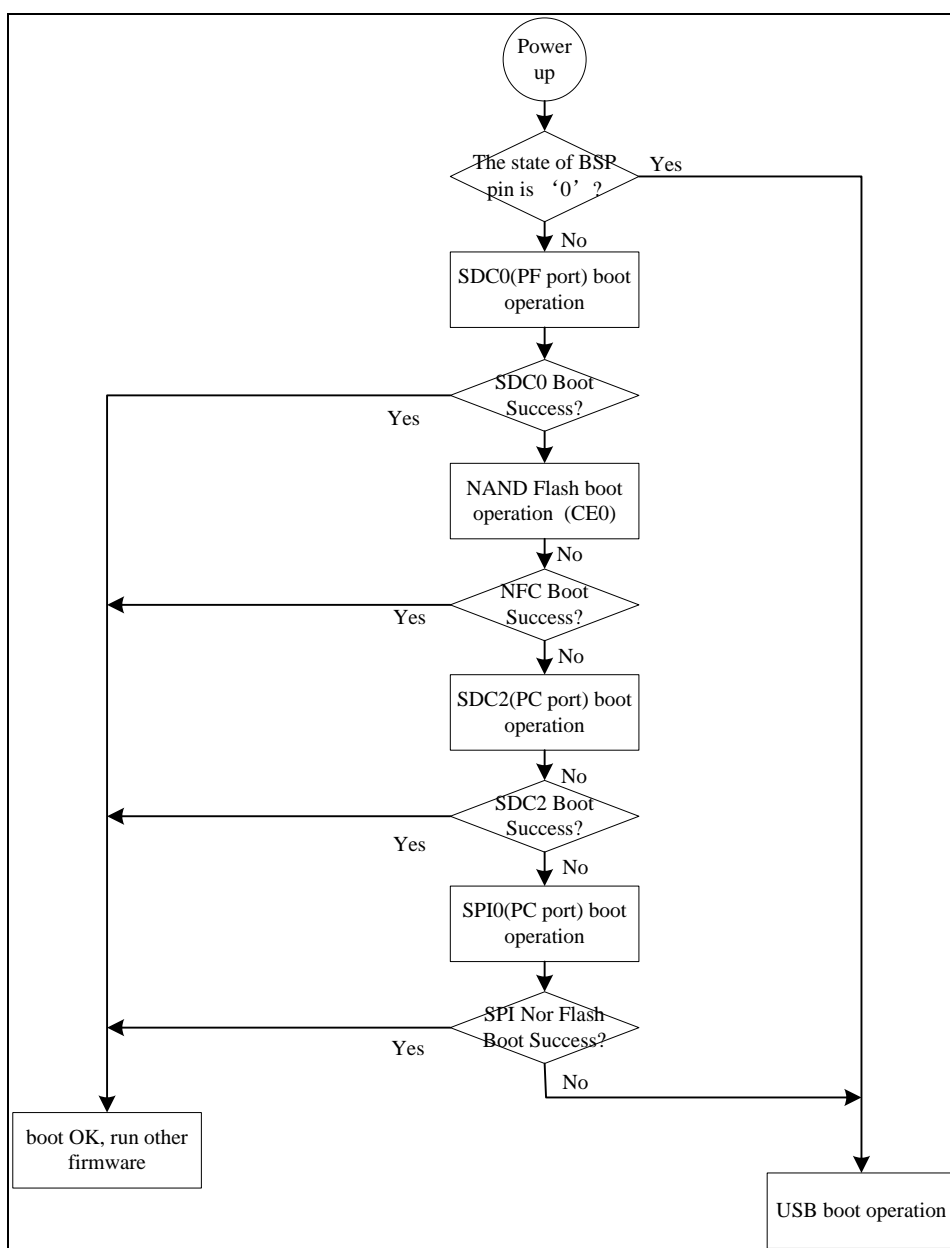 Power
up
The state of BSP
pin is ‘0’ ?
Yes
No
SDC0(PF port) boot
operation
SDC0 Boot
Success?
Yes
NAND Flash boot
operation (CE0)
No
NFC Boot
Success?
Yes
No
SDC2(PC port) boot
operation
No
SDC2 Boot
Success?
Yes
No
SPI0(PC port) boot
operation
SPI Nor Flash
Boot Success?
Yes
No
boot OK, run other
firmware
USB boot operation